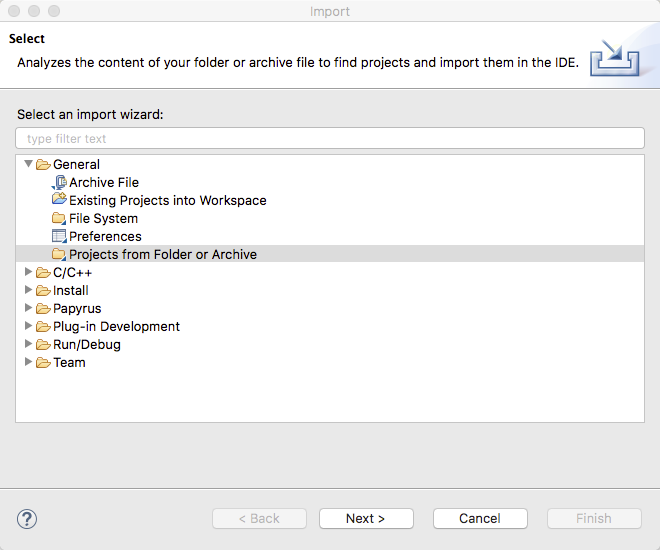 Import
Select
Analyzes the content of your folder or archive file to find projects and import them in the IDE.
Select an import wizard:
type filter text
General
Archive File
Existing Projects into Workspace
File System
Preferences
Projects from Folder or Archive
C/C++
Install
Papyrus
Plug-in Development
Run/Debug
Team
? < Back Next > Cancel Finish